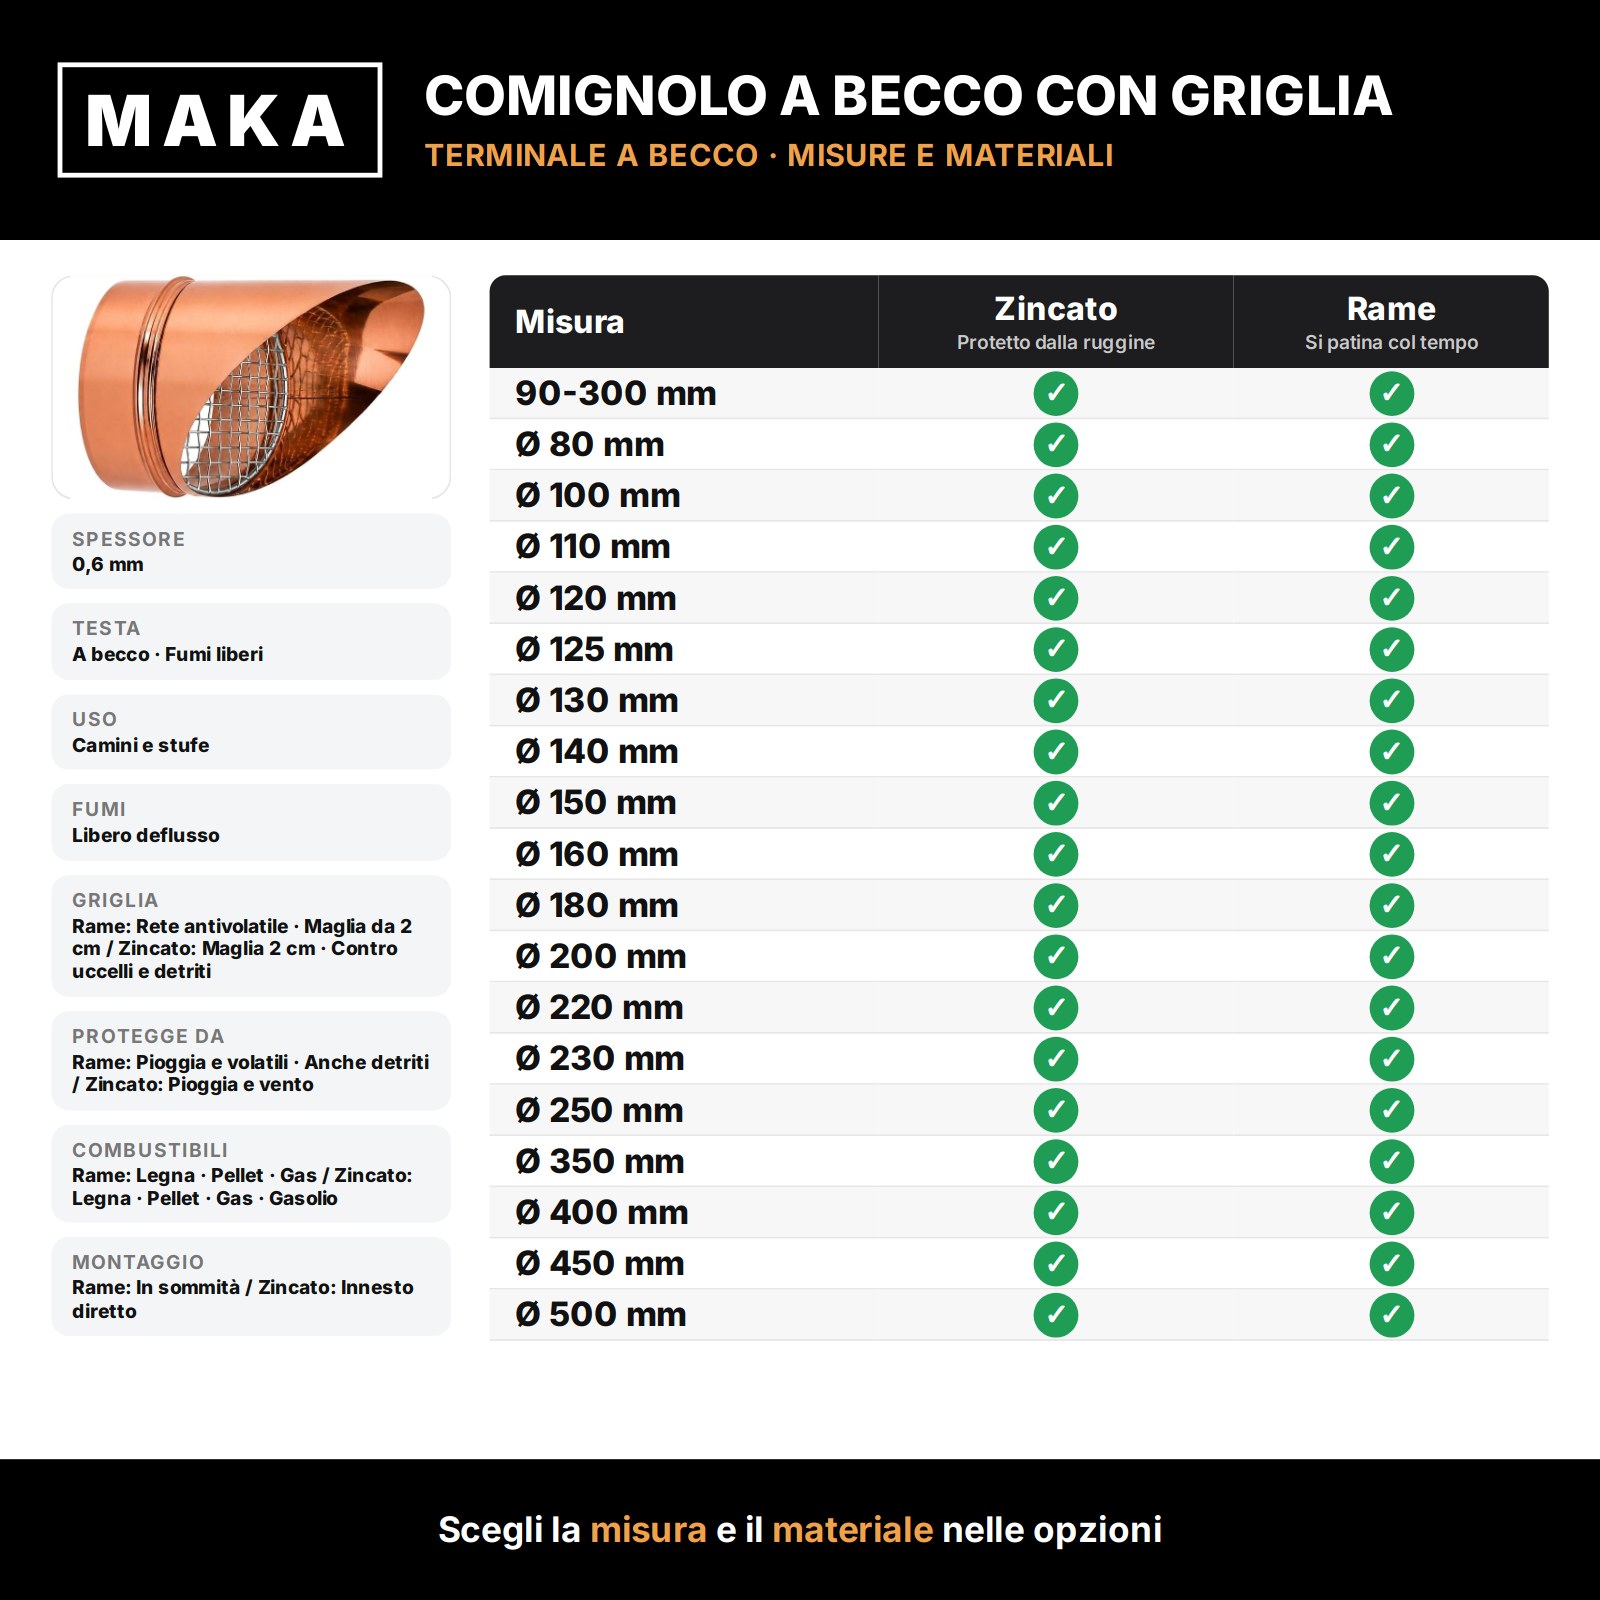 MAKA
COMIGNOLO A BECCO CON GRIGLIA
TERMINALE A BECCO · MISURE E MATERIALI
SPESSORE
0,6 mm
TESTA
A becco · Fumi liberi
USO
Camini e stufe
FUMI
Libero deflusso
GRIGLIA
Rame: Rete antivolatile · Maglia da 2
cm / Zincato: Maglia 2 cm · Contro
uccelli e detriti
PROTEGGE DA
Rame: Pioggia e volatili · Anche detriti
/ Zincato: Pioggia e vento
COMBUSTIBILI
Rame: Legna · Pellet · Gas / Zincato:
Legna · Pellet · Gas · Gasolio
MONTAGGIO
Rame: In sommità / Zincato: Innesto
diretto
Misura Zincato Rame
Protetto dalla ruggine Si patina col tempo
90-300 mm ✓ ✓
Ø 80 mm ✓ ✓
Ø 100 mm ✓ ✓
Ø 110 mm ✓ ✓
Ø 120 mm ✓ ✓
Ø 125 mm ✓ ✓
Ø 130 mm ✓ ✓
Ø 140 mm ✓ ✓
Ø 150 mm ✓ ✓
Ø 160 mm ✓ ✓
Ø 180 mm ✓ ✓
Ø 200 mm ✓ ✓
Ø 220 mm ✓ ✓
Ø 230 mm ✓ ✓
Ø 250 mm ✓ ✓
Ø 350 mm ✓ ✓
Ø 400 mm ✓ ✓
Ø 450 mm ✓ ✓
Ø 500 mm ✓ ✓
Scegli la misura e il materiale nelle opzioni